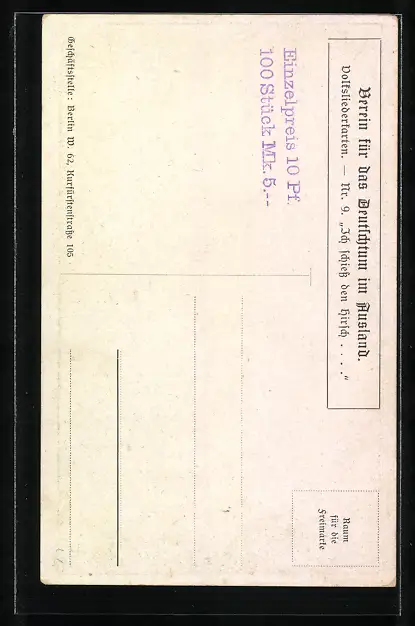 Verein für das Deutschtum im Ausland.
Volksliederkarten. — Nr. 9. „Ich schieß den Hirsch . . . .“
Raum
für die
Freimarke
Einzelpreis 10 Pf.
100 Stück Mk. 5.--
Geschäftsstelle: Berlin W. 62, Kurfürstenstraße 105